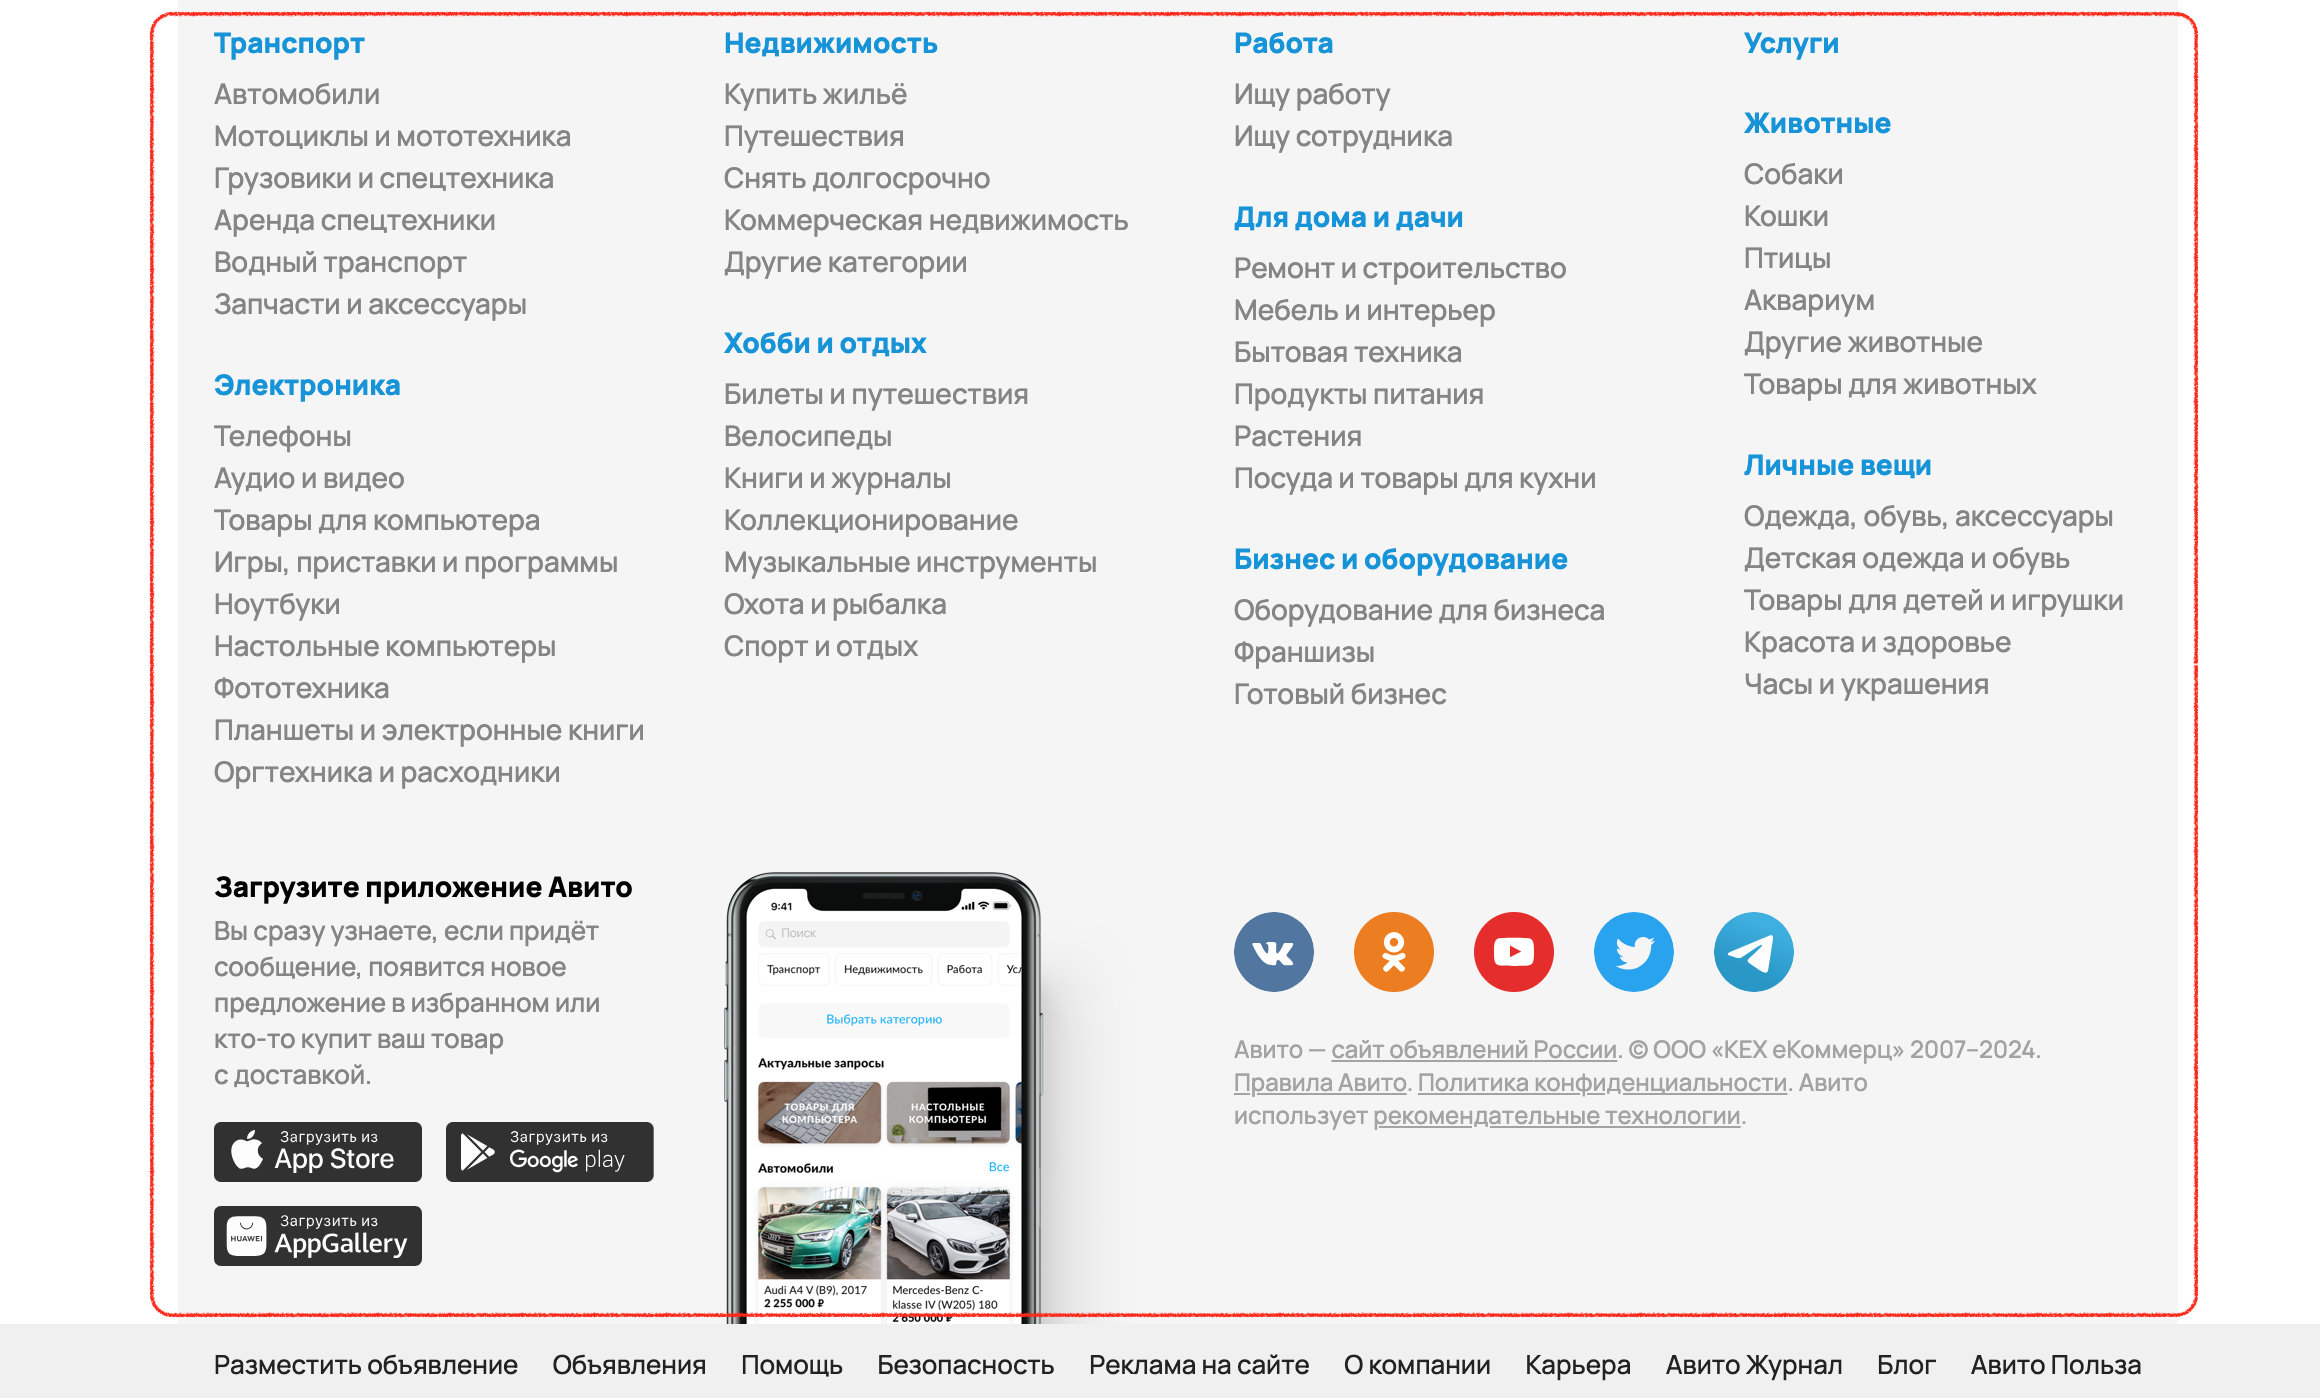 Транспорт
Автомобили
Мотоциклы и мототехника
Грузовики и спецтехника
Аренда спецтехники
Водный транспорт
Запчасти и аксессуары
Электроника
Телефоны
Аудио и видео
Товары для компьютера
Игры, приставки и программы
Ноутбуки
Настольные компьютеры
Фототехника
Планшеты и электронные книги
Оргтехника и расходники
Недвижимость
Купить жильё
Путешествия
Снять долгосрочно
Коммерческая недвижимость
Другие категории
Хобби и отдых
Билеты и путешествия
Велосипеды
Книги и журналы
Коллекционирование
Музыкальные инструменты
Охота и рыбалка
Спорт и отдых
Работа
Ищу работу
Ищу сотрудника
Для дома и дачи
Ремонт и строительство
Мебель и интерьер
Бытовая техника
Продукты питания
Растения
Посуда и товары для кухни
Бизнес и оборудование
Оборудование для бизнеса
Франшизы
Готовый бизнес
Услуги
Животные
Собаки
Кошки
Птицы
Аквариум
Другие животные
Товары для животных
Личные вещи
Одежда, обувь, аксессуары
Детская одежда и обувь
Товары для детей и игрушки
Красота и здоровье
Часы и украшения
Загрузите приложение Авито
Вы сразу узнаете, если придёт
сообщение, появится новое
предложение в избранном или
кто-то купит ваш товар
с доставкой.
Загрузить из
App Store
Загрузить из
Google play
HUAWEI
Загрузить из
AppGallery
9:41
Поиск
Транспорт Недвижимость Работа Усл
Выбрать категорию
Актуальные запросы
ТОВАРЫ ДЛЯ
КОМПЬЮТЕРА
НАСТОЛЬНЫЕ
КОМПЬЮТЕРЫ
Автомобили Все
Audi A4 V (B9), 2017
2 255 000 ₽
Mercedes-Benz C-
klasse IV (W205) 180
2 650 000 ₽
Авито — сайт объявлений России. © ООО «КЕХ еКоммерц» 2007–2024.
Правила Авито. Политика конфиденциальности. Авито
использует рекомендательные технологии.
Разместить объявление Объявления Помощь Безопасность Реклама на сайте О компании Карьера Авито Журнал Блог Авито Польза